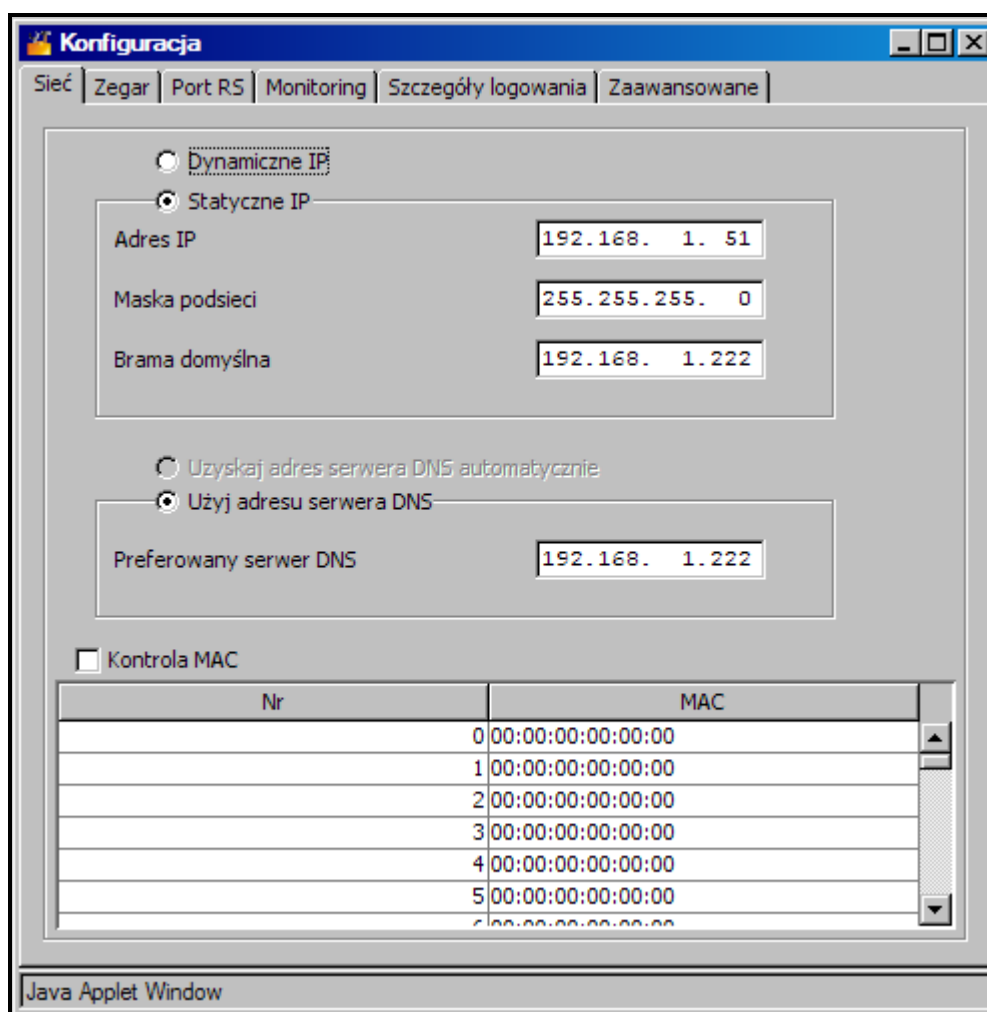 Konfiguracja
Sieć Zegar Port RS Monitoring Szczegóły logowania Zaawansowane
Dynamiczne IP
Statyczne IP
Adres IP 192.168. 1. 51
Maska podsieci 255.255.255. 0
Brama domyślna 192.168. 1.222
Uzyskaj adres serwera DNS automatycznie
Użyj adresu serwera DNS
Preferowany serwer DNS 192.168. 1.222
Kontrola MAC
Nr MAC
0 00:00:00:00:00:00
1 00:00:00:00:00:00
2 00:00:00:00:00:00
3 00:00:00:00:00:00
4 00:00:00:00:00:00
5 00:00:00:00:00:00
Java Applet Window